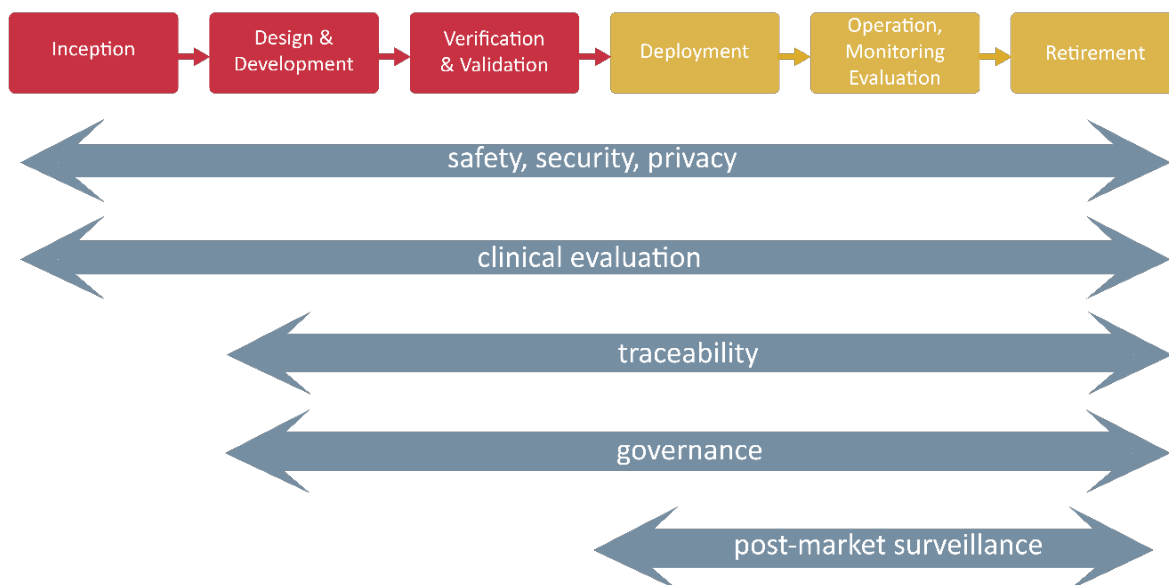 Inception
Design &
Development
Verification
& Validation
Deployment
Operation,
Monitoring
Evaluation
Retirement
safety, security, privacy
clinical evaluation
traceability
governance
post-market surveillance